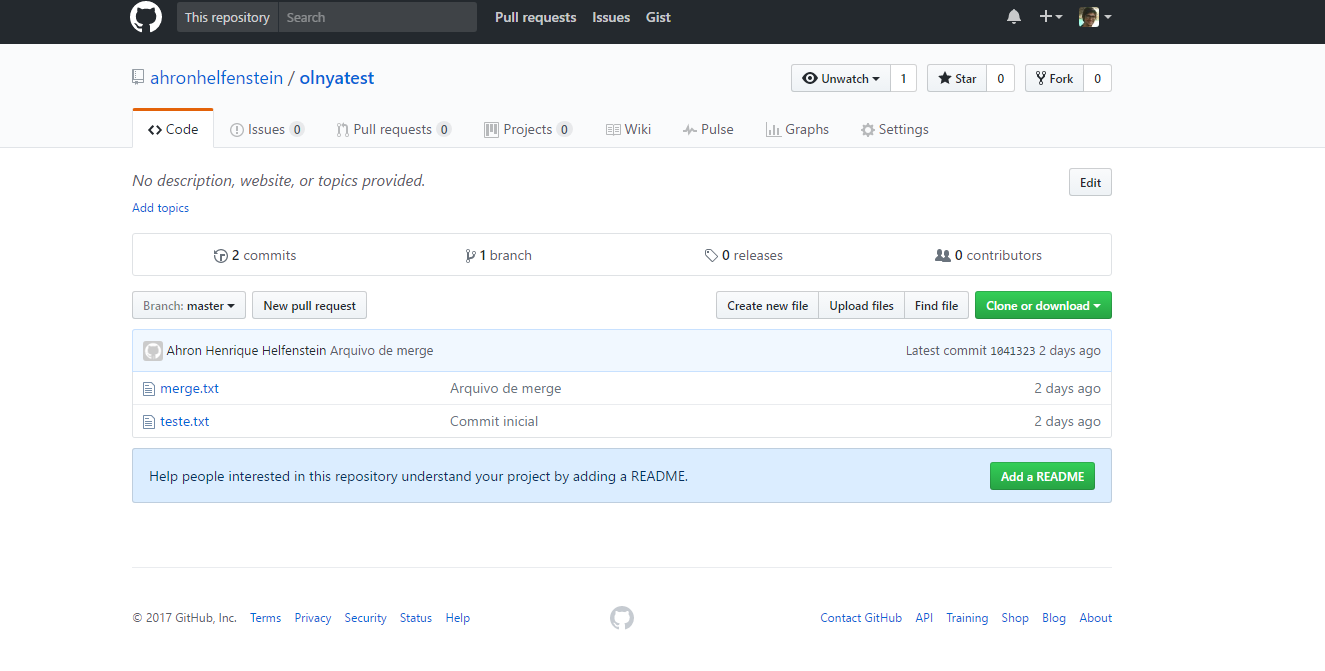 This repository Search Pull requests Issues Gist
ahronhelfenstein / olnyatest Unwatch 1 Star 0 Fork 0
Code Issues 0 Pull requests 0 Projects 0 Wiki Pulse Graphs Settings
No description, website, or topics provided. Edit
Add topics
2 commits 1 branch 0 releases 0 contributors
Branch: master New pull request Create new file Upload files Find file Clone or download
Ahron Henrique Helfenstein Arquivo de merge Latest commit 1041323 2 days ago
merge.txt Arquivo de merge 2 days ago
teste.txt Commit inicial 2 days ago
Help people interested in this repository understand your project by adding a README. Add a README
© 2017 GitHub, Inc. Terms Privacy Security Status Help Contact GitHub API Training Shop Blog About